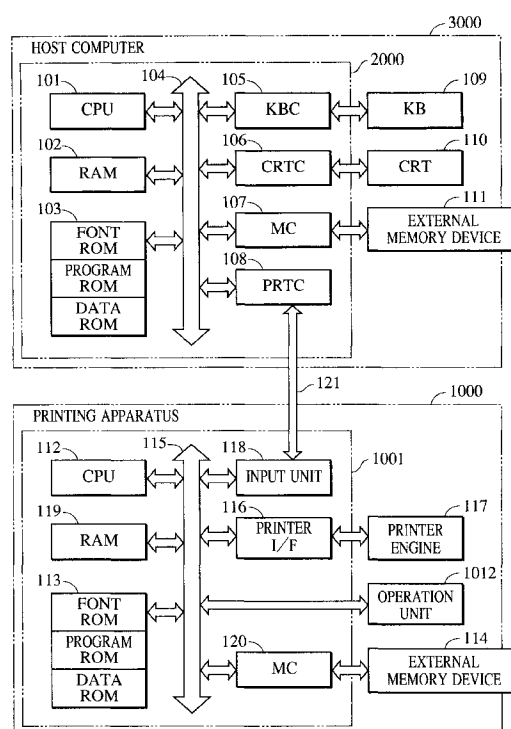 3000
HOST COMPUTER
2000
101
104
105
109
CPU
KBC
KB
102
106
110
RAM
CRTC
CRT
103
107
111
FONT
ROM
MC
EXTERNAL
MEMORY DEVICE
PROGRAM
ROM
108
DATA
ROM
PRTC
121
1000
PRINTING APPARATUS
112
115
118
1001
CPU
INPUT UNIT
119
116
117
RAM
PRINTER
I/F
PRINTER
ENGINE
113
1012
FONT
ROM
OPERATION
UNIT
PROGRAM
ROM
120
114
DATA
ROM
MC
EXTERNAL
MEMORY DEVICE